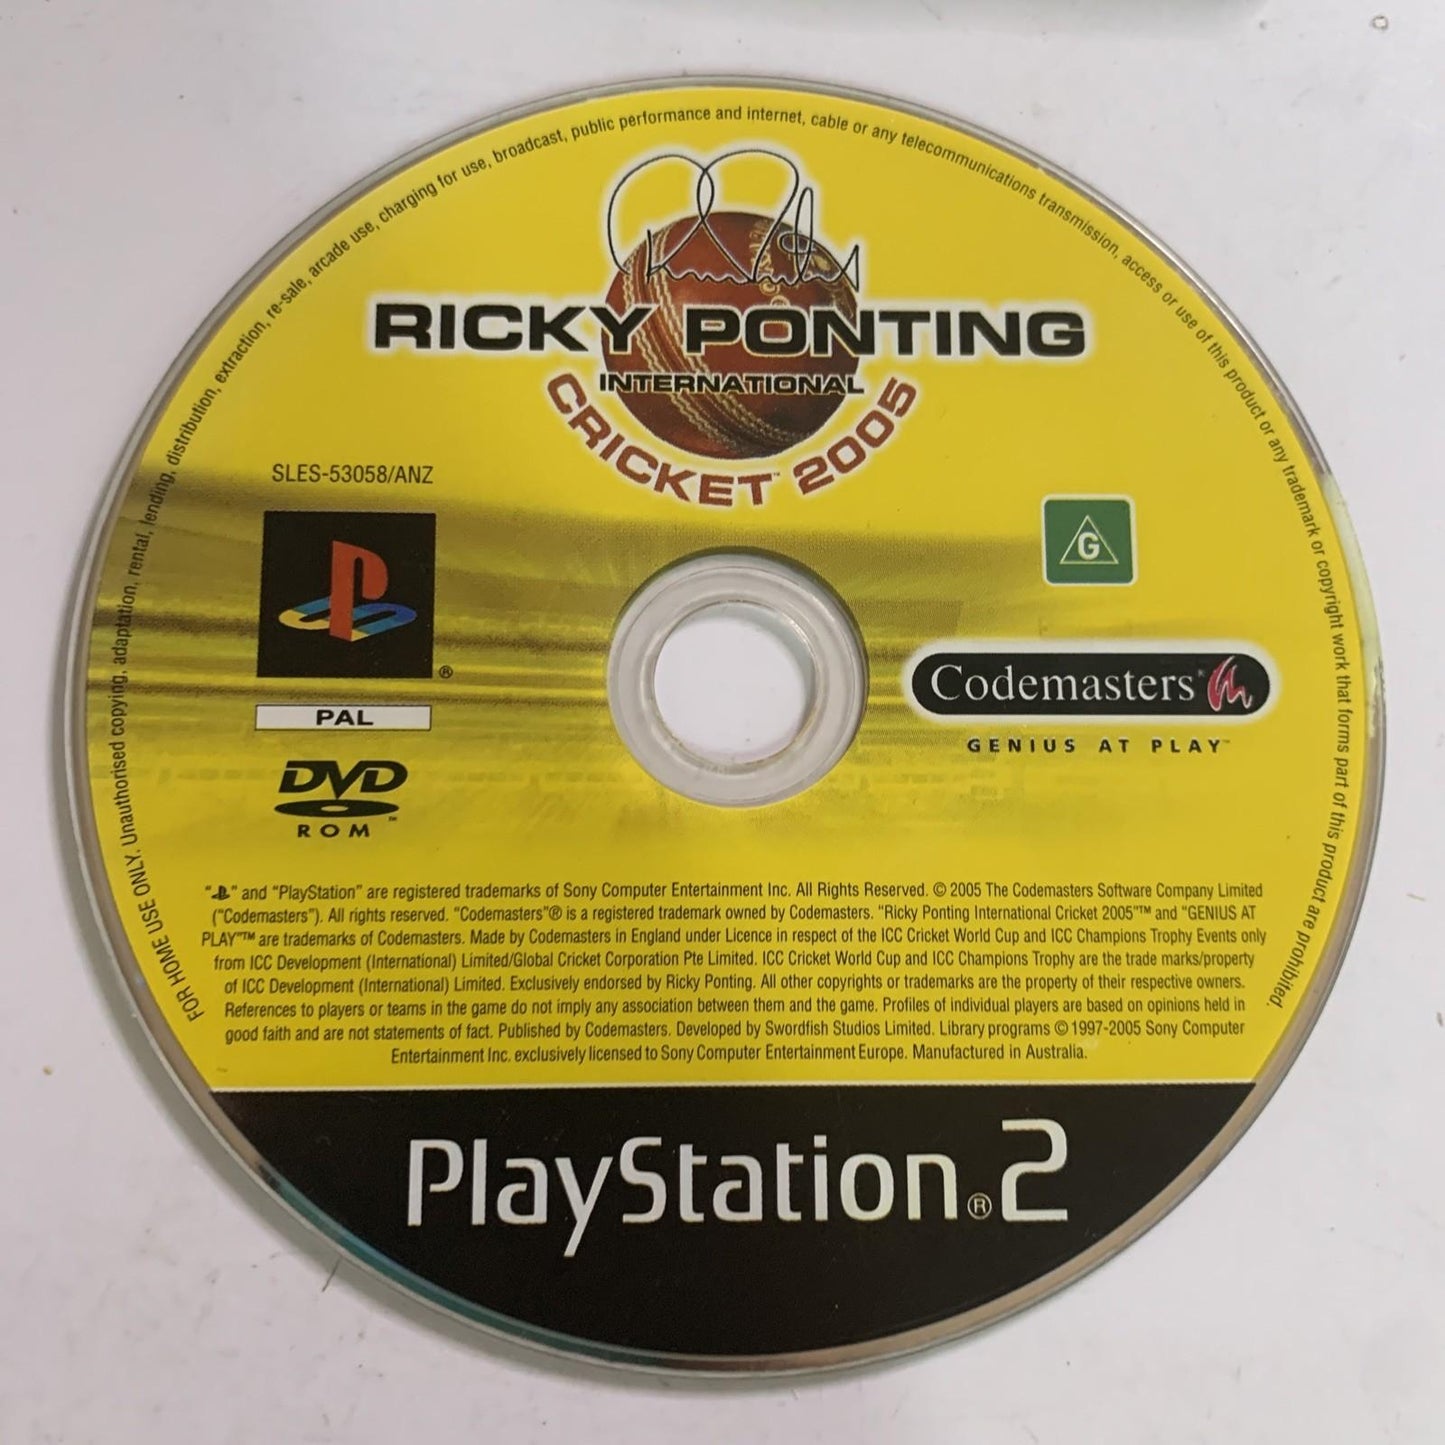 FOR HOME USE ONLY. Unauthorised copying, adaptation, rental, lending, distribution, extraction, re-sale, arcade use, charging for use, broadcast, public performance and internet, cable or any telecommunications transmission, access or use of this product or any trademark or copyright work that forms part of this product are prohibited.
RICKY PONTING
INTERNATIONAL
CRICKET™ 2005
SLES-53058/ANZ
G
®
PAL
Codemasters®
GENIUS AT PLAY™
DVD
ROM™
“ ” and “PlayStation” are registered trademarks of Sony Computer Entertainment Inc. All Rights Reserved. © 2005 The Codemasters Software Company Limited
("Codemasters"). All rights reserved. "Codemasters"® is a registered trademark owned by Codemasters. "Ricky Ponting International Cricket 2005"™ and "GENIUS AT
PLAY"™ are trademarks of Codemasters. Made by Codemasters in England under Licence in respect of the ICC Cricket World Cup and ICC Champions Trophy Events only
from ICC Development (International) Limited/Global Cricket Corporation Pte Limited. ICC Cricket World Cup and ICC Champions Trophy are the trade marks/property
of ICC Development (International) Limited. Exclusively endorsed by Ricky Ponting. All other copyrights or trademarks are the property of their respective owners.
References to players or teams in the game do not imply any association between them and the game. Profiles of individual players are based on opinions held in
good faith and are not statements of fact. Published by Codemasters. Developed by Swordfish Studios Limited. Library programs © 1997-2005 Sony Computer
Entertainment Inc. exclusively licensed to Sony Computer Entertainment Europe. Manufactured in Australia.
PlayStation®2